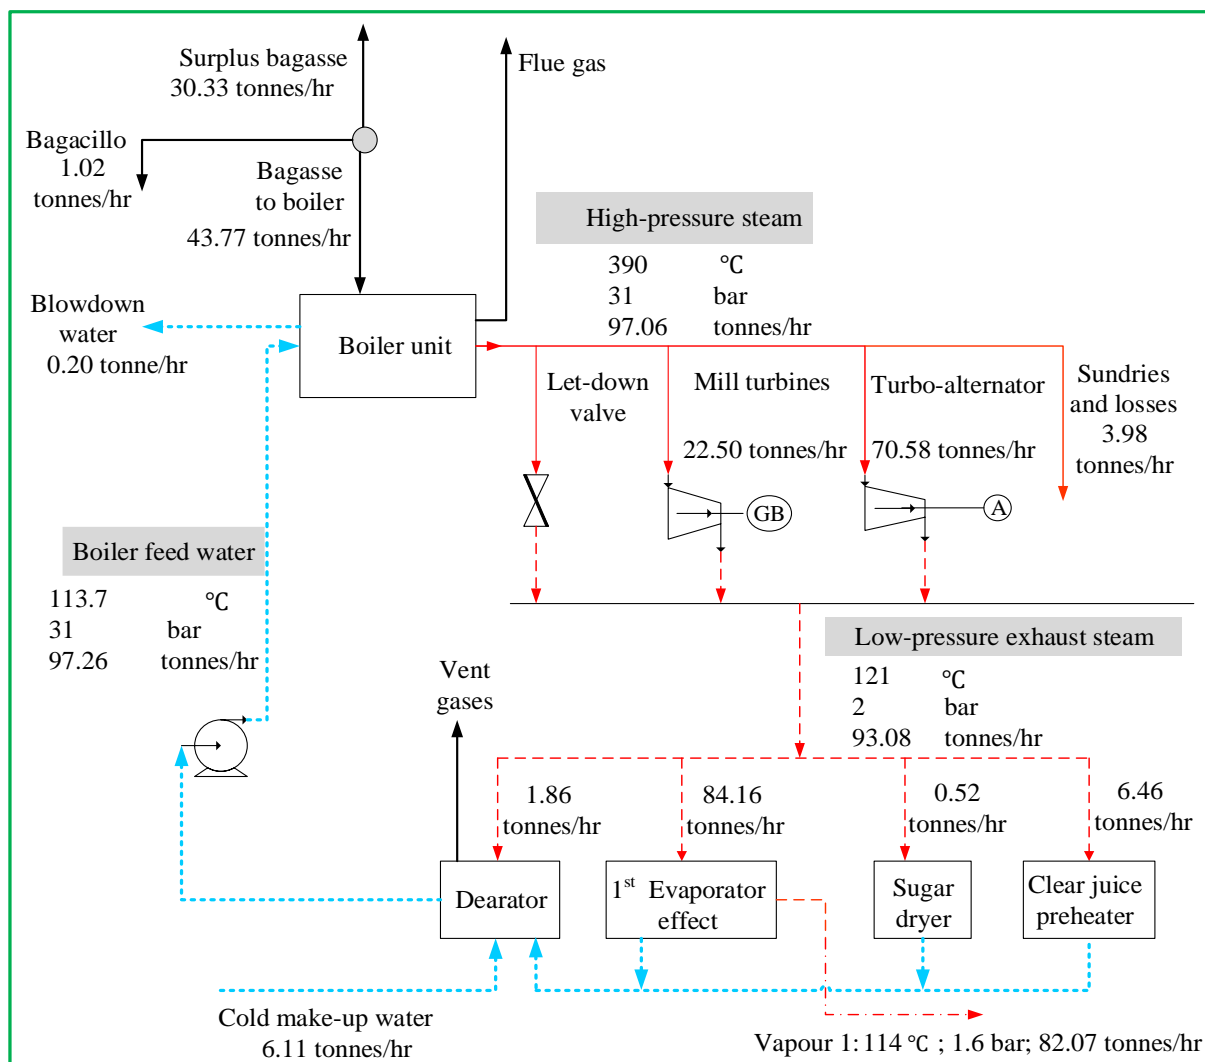 Surplus bagasse
30.33 tonnes/hr
Flue gas
Bagacillo
1.02
tonnes/hr
Bagasse
to boiler
43.77 tonnes/hr
High-pressure steam
390 °C
31 bar
97.06 tonnes/hr
Blowdown
water
0.20 tonne/hr
Boiler unit
Let-down
valve
Mill turbines
22.50 tonnes/hr
Turbo-alternator
70.58 tonnes/hr
Sundries
and losses
3.98
tonnes/hr
GB
A
Boiler feed water
113.7 °C
31 bar
97.26 tonnes/hr
Low-pressure exhaust steam
121 °C
2 bar
93.08 tonnes/hr
Vent
gases
1.86
tonnes/hr
84.16
tonnes/hr
0.52
tonnes/hr
6.46
tonnes/hr
Dearator
1st Evaporator
effect
Sugar
dryer
Clear juice
preheater
Cold make-up water
6.11 tonnes/hr
Vapour 1: 114 °C ; 1.6 bar; 82.07 tonnes/hr